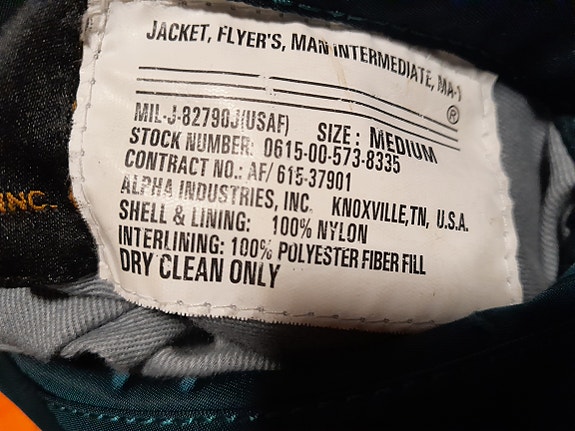 JACKET, FLYER'S, MAN INTERMEDIATE, MA-1
®
MIL-J-82790J(USAF) SIZE: MEDIUM
STOCK NUMBER: 0615-00-573-8335
CONTRACT NO.: AF/ 615-37901
ALPHA INDUSTRIES, INC. KNOXVILLE,TN, U.S.A.
SHELL & LINING: 100% NYLON
INTERLINING: 100% POLYESTER FIBER FILL
DRY CLEAN ONLY
INC.